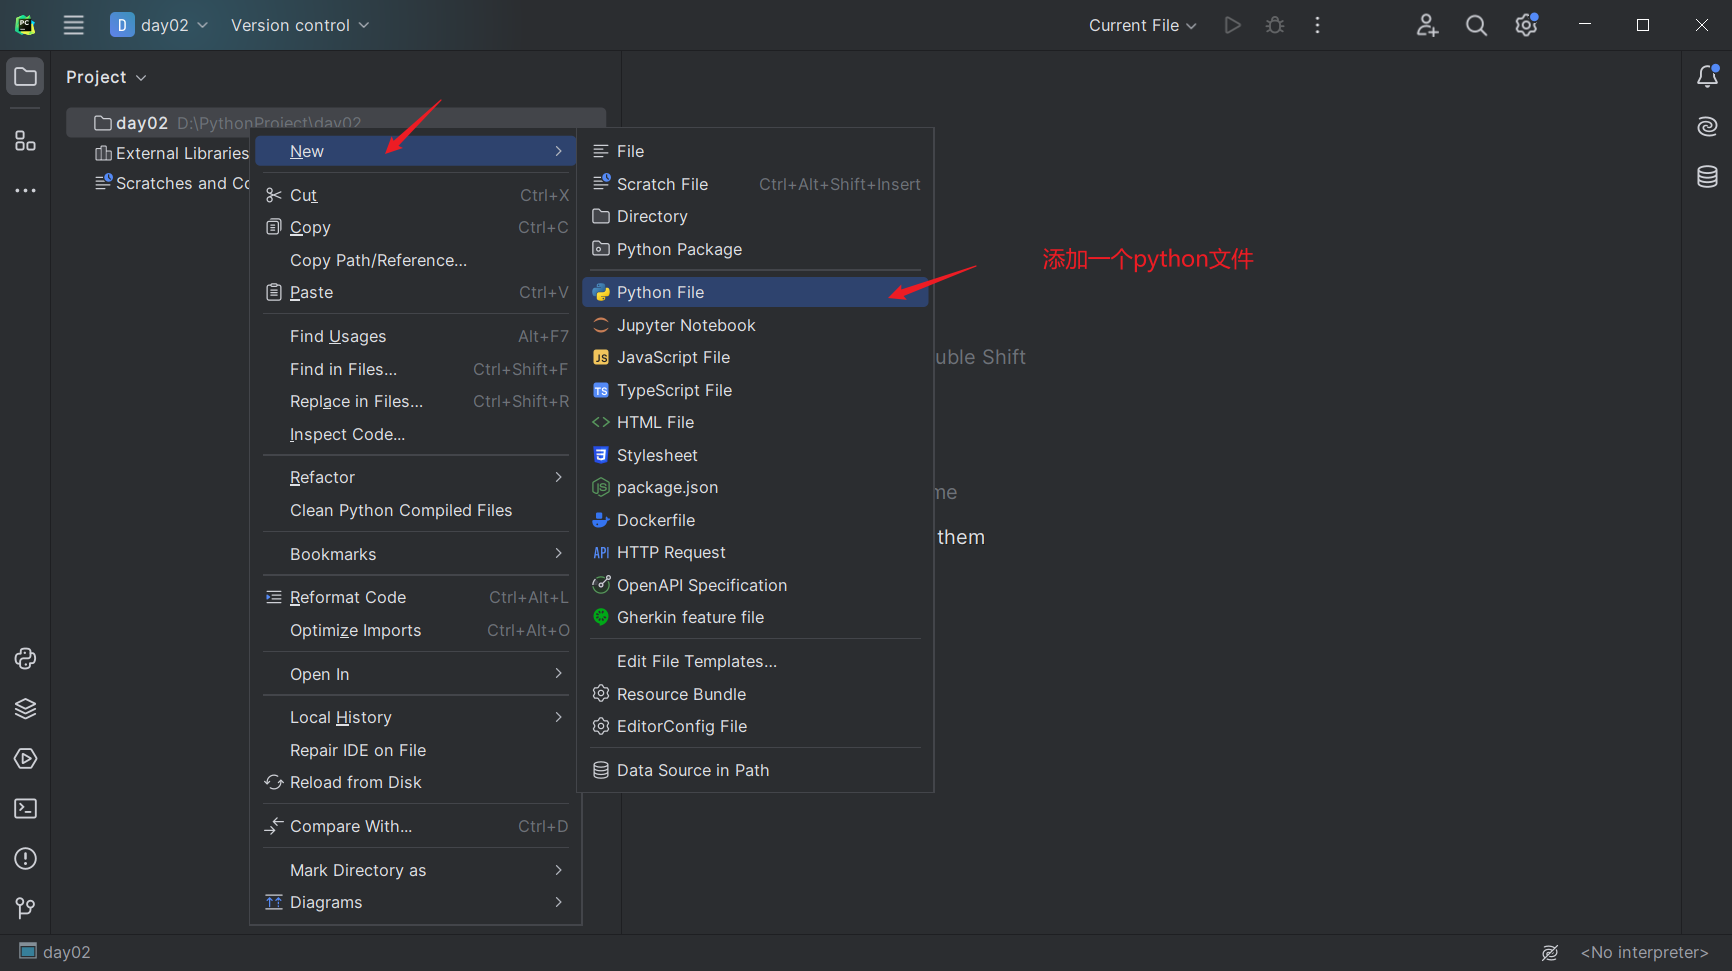 D day02 Version control Current File
Project
day02 D:\PythonProject\day02
External Libraries
Scratches and Co
New
Cut Ctrl+X
Copy Ctrl+C
Copy Path/Reference...
Paste Ctrl+V
Find Usages Alt+F7
Find in Files... Ctrl+Shift+F
Replace in Files... Ctrl+Shift+R
Inspect Code...
Refactor
Clean Python Compiled Files
Bookmarks
Reformat Code Ctrl+Alt+L
Optimize Imports Ctrl+Alt+O
Open In
Local History
Repair IDE on File
Reload from Disk
Compare With... Ctrl+D
Mark Directory as
Diagrams
File
Scratch File Ctrl+Alt+Shift+Insert
Directory
Python Package
Python File
Jupyter Notebook
JS JavaScript File
TS TypeScript File
HTML File
Stylesheet
package.json
Dockerfile
API HTTP Request
OpenAPI Specification
Gherkin feature file
Edit File Templates...
Resource Bundle
EditorConfig File
Data Source in Path
添加一个python文件
uble Shift
me
them
day02 <No interpreter>